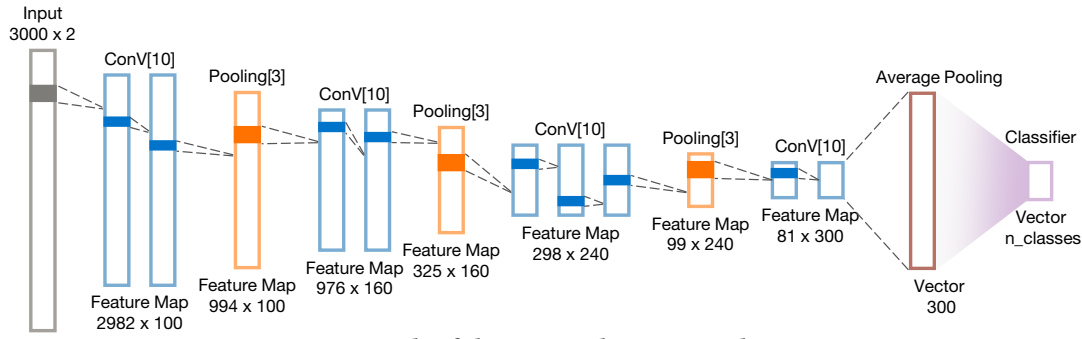 Input
3000 x 2
ConV[10]
Feature Map
2982 x 100
Pooling[3]
Feature Map
994 x 100
ConV[10]
Feature Map
976 x 160
Pooling[3]
Feature Map
325 x 160
ConV[10]
Feature Map
298 x 240
Pooling[3]
Feature Map
99 x 240
ConV[10]
Feature Map
81 x 300
Average Pooling
Vector
300
Classifier
Vector
n_classes